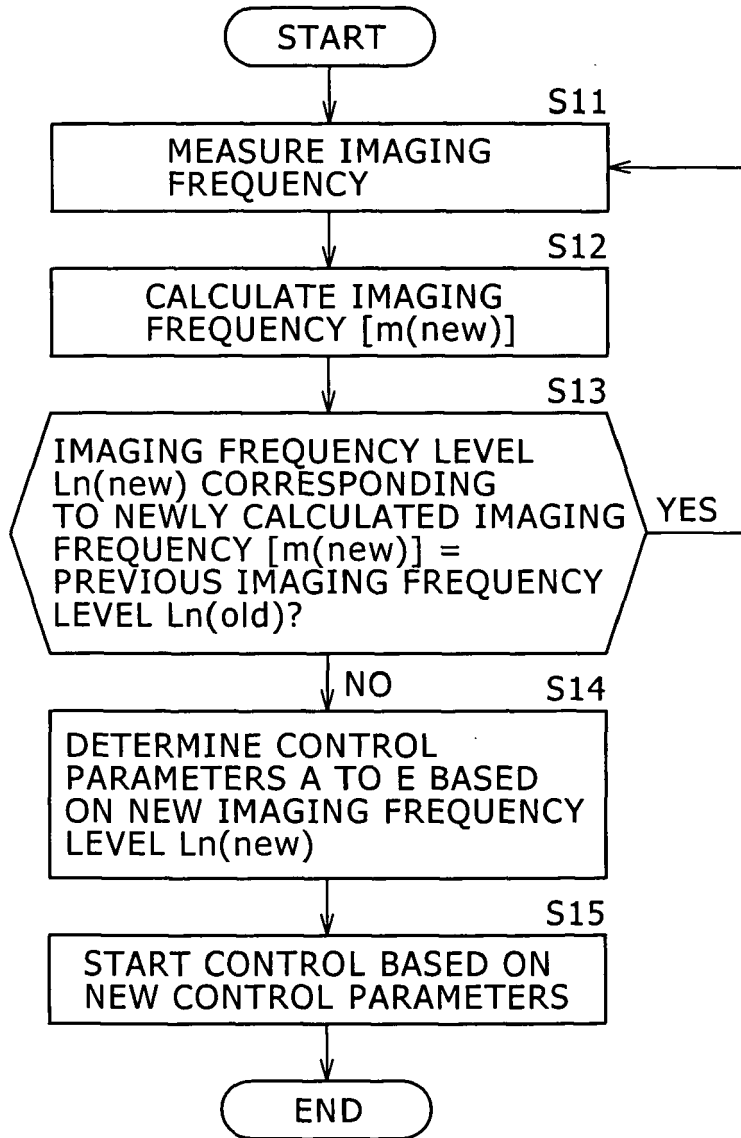 START
S11
MEASURE IMAGING
FREQUENCY
S12
CALCULATE IMAGING
FREQUENCY [m(new)]
S13
IMAGING FREQUENCY LEVEL
Ln(new) CORRESPONDING
TO NEWLY CALCULATED IMAGING
FREQUENCY [m(new)] =
PREVIOUS IMAGING FREQUENCY
LEVEL Ln(old)?
YES
NO
S14
DETERMINE CONTROL
PARAMETERS A TO E BASED
ON NEW IMAGING FREQUENCY
LEVEL Ln(new)
S15
START CONTROL BASED ON
NEW CONTROL PARAMETERS
END